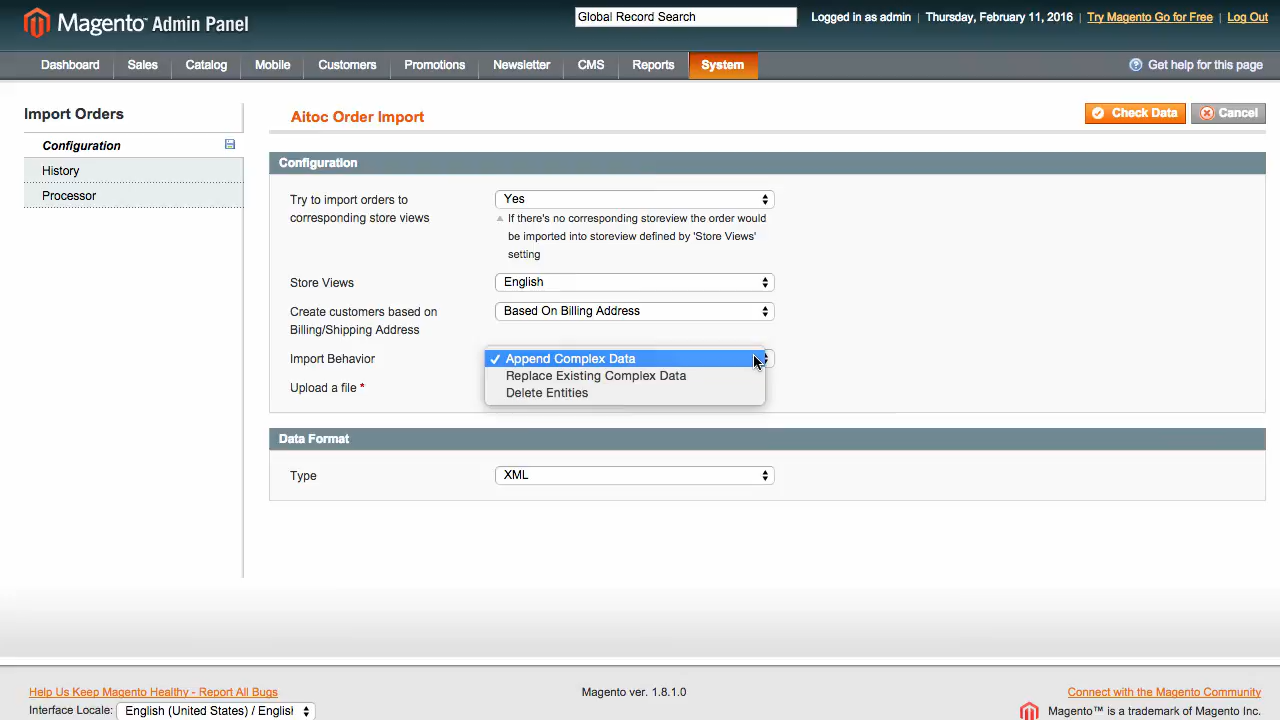 Magento™ Admin Panel
Global Record Search
Logged in as admin | Thursday, February 11, 2016 | Try Magento Go for Free | Log Out
Dashboard Sales Catalog Mobile Customers Promotions Newsletter CMS Reports System
Get help for this page
Import Orders
Configuration
History
Processor
Aitoc Order Import
Check Data Cancel
Configuration
Try to import orders to
corresponding store views
Yes
If there's no corresponding storeview the order would
be imported into storeview defined by 'Store Views'
setting
Store Views English
Create customers based on
Billing/Shipping Address
Based On Billing Address
Import Behavior
✓ Append Complex Data
Replace Existing Complex Data
Delete Entities
Upload a file *
Data Format
Type XML
Help Us Keep Magento Healthy - Report All Bugs
Interface Locale: English (United States) / Englisl
Magento ver. 1.8.1.0
Connect with the Magento Community
Magento™ is a trademark of Magento Inc.